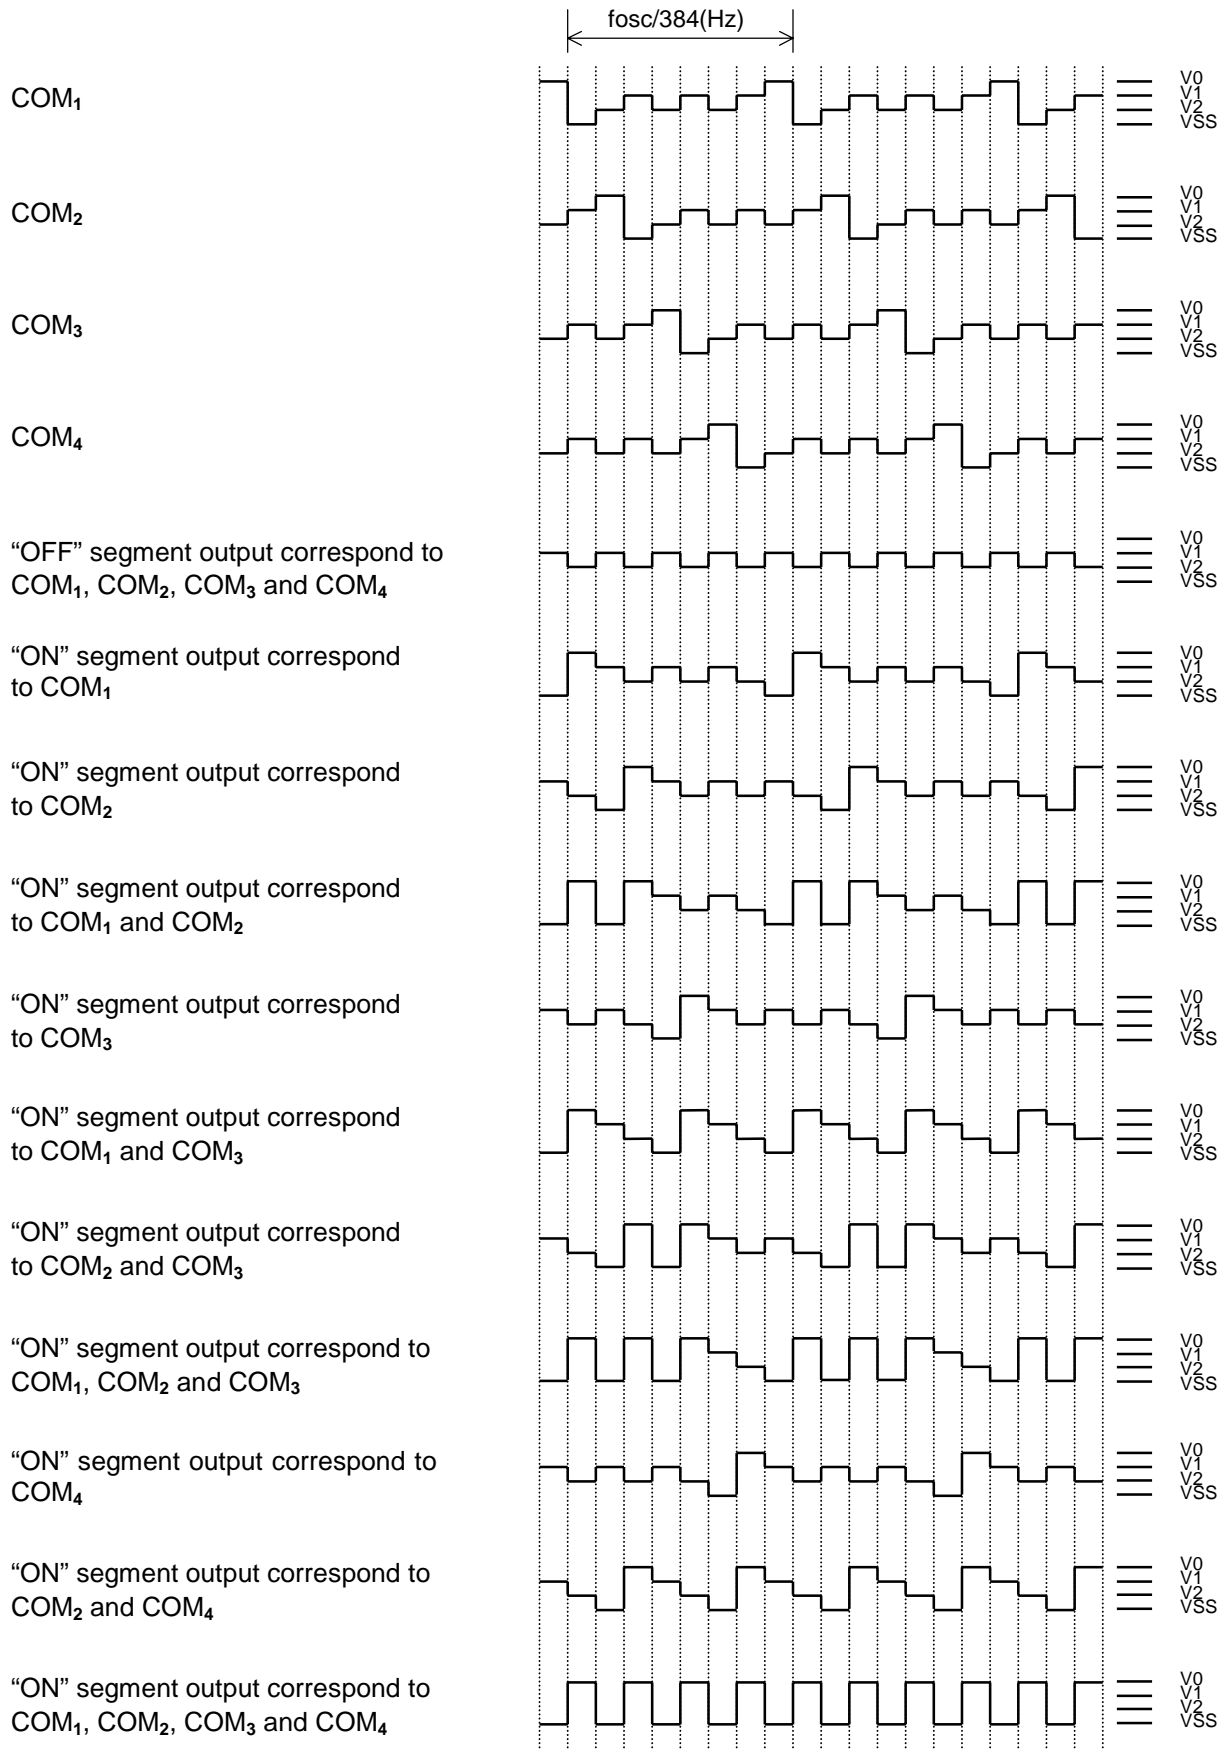 fosc/384(Hz)
COM₁
V0
V1
V2
VSS
COM₂
V0
V1
V2
VSS
COM₃
V0
V1
V2
VSS
COM₄
V0
V1
V2
VSS
“OFF” segment output correspond to
COM₁, COM₂, COM₃ and COM₄
V0
V1
V2
VSS
“ON” segment output correspond
to COM₁
V0
V1
V2
VSS
“ON” segment output correspond
to COM₂
V0
V1
V2
VSS
“ON” segment output correspond
to COM₁ and COM₂
V0
V1
V2
VSS
“ON” segment output correspond
to COM₃
V0
V1
V2
VSS
“ON” segment output correspond
to COM₁ and COM₃
V0
V1
V2
VSS
“ON” segment output correspond
to COM₂ and COM₃
V0
V1
V2
VSS
“ON” segment output correspond to
COM₁, COM₂ and COM₃
V0
V1
V2
VSS
“ON” segment output correspond to
COM₄
V0
V1
V2
VSS
“ON” segment output correspond to
COM₂ and COM₄
V0
V1
V2
VSS
“ON” segment output correspond to
COM₁, COM₂, COM₃ and COM₄
V0
V1
V2
VSS